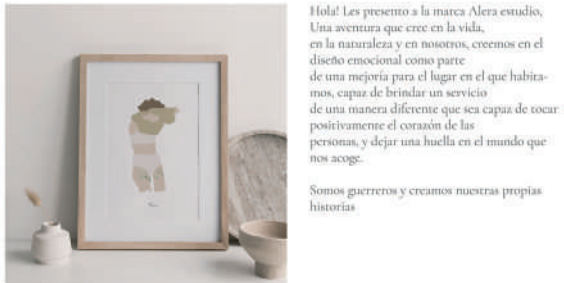 Hola! Les presento a la marca Alera estudio,
Una aventura que cree en la vida,
en la naturaleza y en nosotros, creemos en el
diseño emocional como parte
de una mejoría para el lugar en el que habita-
mos, capaz de brindar un servicio
de una manera diferente que sea capaz de tocar
positivamente el corazón de las
personas, y dejar una huella en el mundo que
nos acoge.
Somos guerreros y creamos nuestras propias
historias